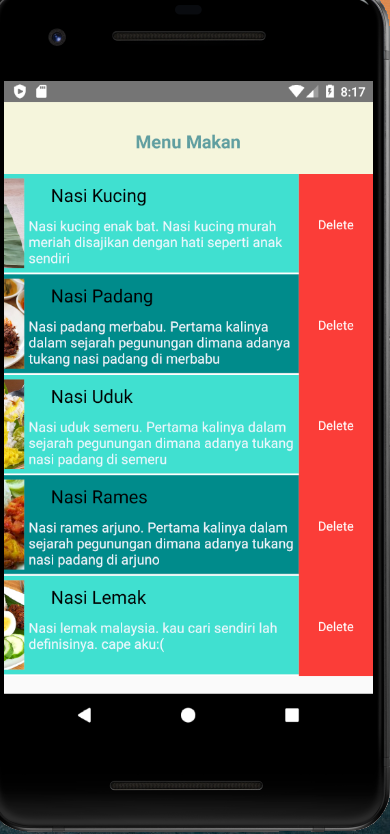 8:17
Menu Makan
Nasi Kucing
Nasi kucing enak bat. Nasi kucing murah
meriah disajikan dengan hati seperti anak
sendiri
Delete
Nasi Padang
Nasi padang merbabu. Pertama kalinya
dalam sejarah pegunungan dimana adanya
tukang nasi padang di merbabu
Delete
Nasi Uduk
Nasi uduk semeru. Pertama kalinya dalam
sejarah pegunungan dimana adanya tukang
nasi padang di semeru
Delete
Nasi Rames
Nasi rames arjuno. Pertama kalinya dalam
sejarah pegunungan dimana adanya tukang
nasi padang di arjuno
Delete
Nasi Lemak
Nasi lemak malaysia. kau cari sendiri lah
definisinya. cape aku:(
Delete